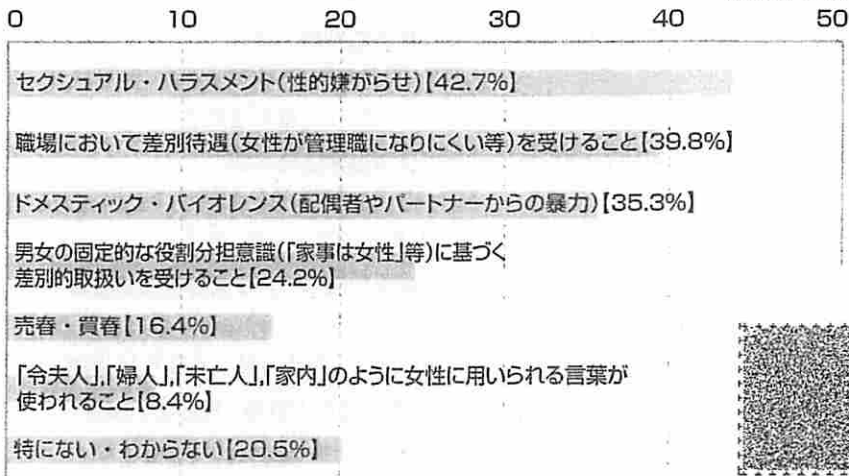 0 10 20 30 40 50
セクシュアル・ハラスメント(性的嫌がらせ)【42.7%】
職場において差別待遇(女性が管理職になりにくい等)を受けること【39.8%】
ドメスティック・バイオレンス(配偶者やパートナーからの暴力)【35.3%】
男女の固定的な役割分担意識(「家事は女性」等)に基づく
差別的取扱いを受けること【24.2%】
売春・買春【16.4%】
「令夫人」,「婦人」,「未亡人」,「家内」のように女性に用いられる言葉が
使われること【8.4%】
特にない・わからない【20.5%】